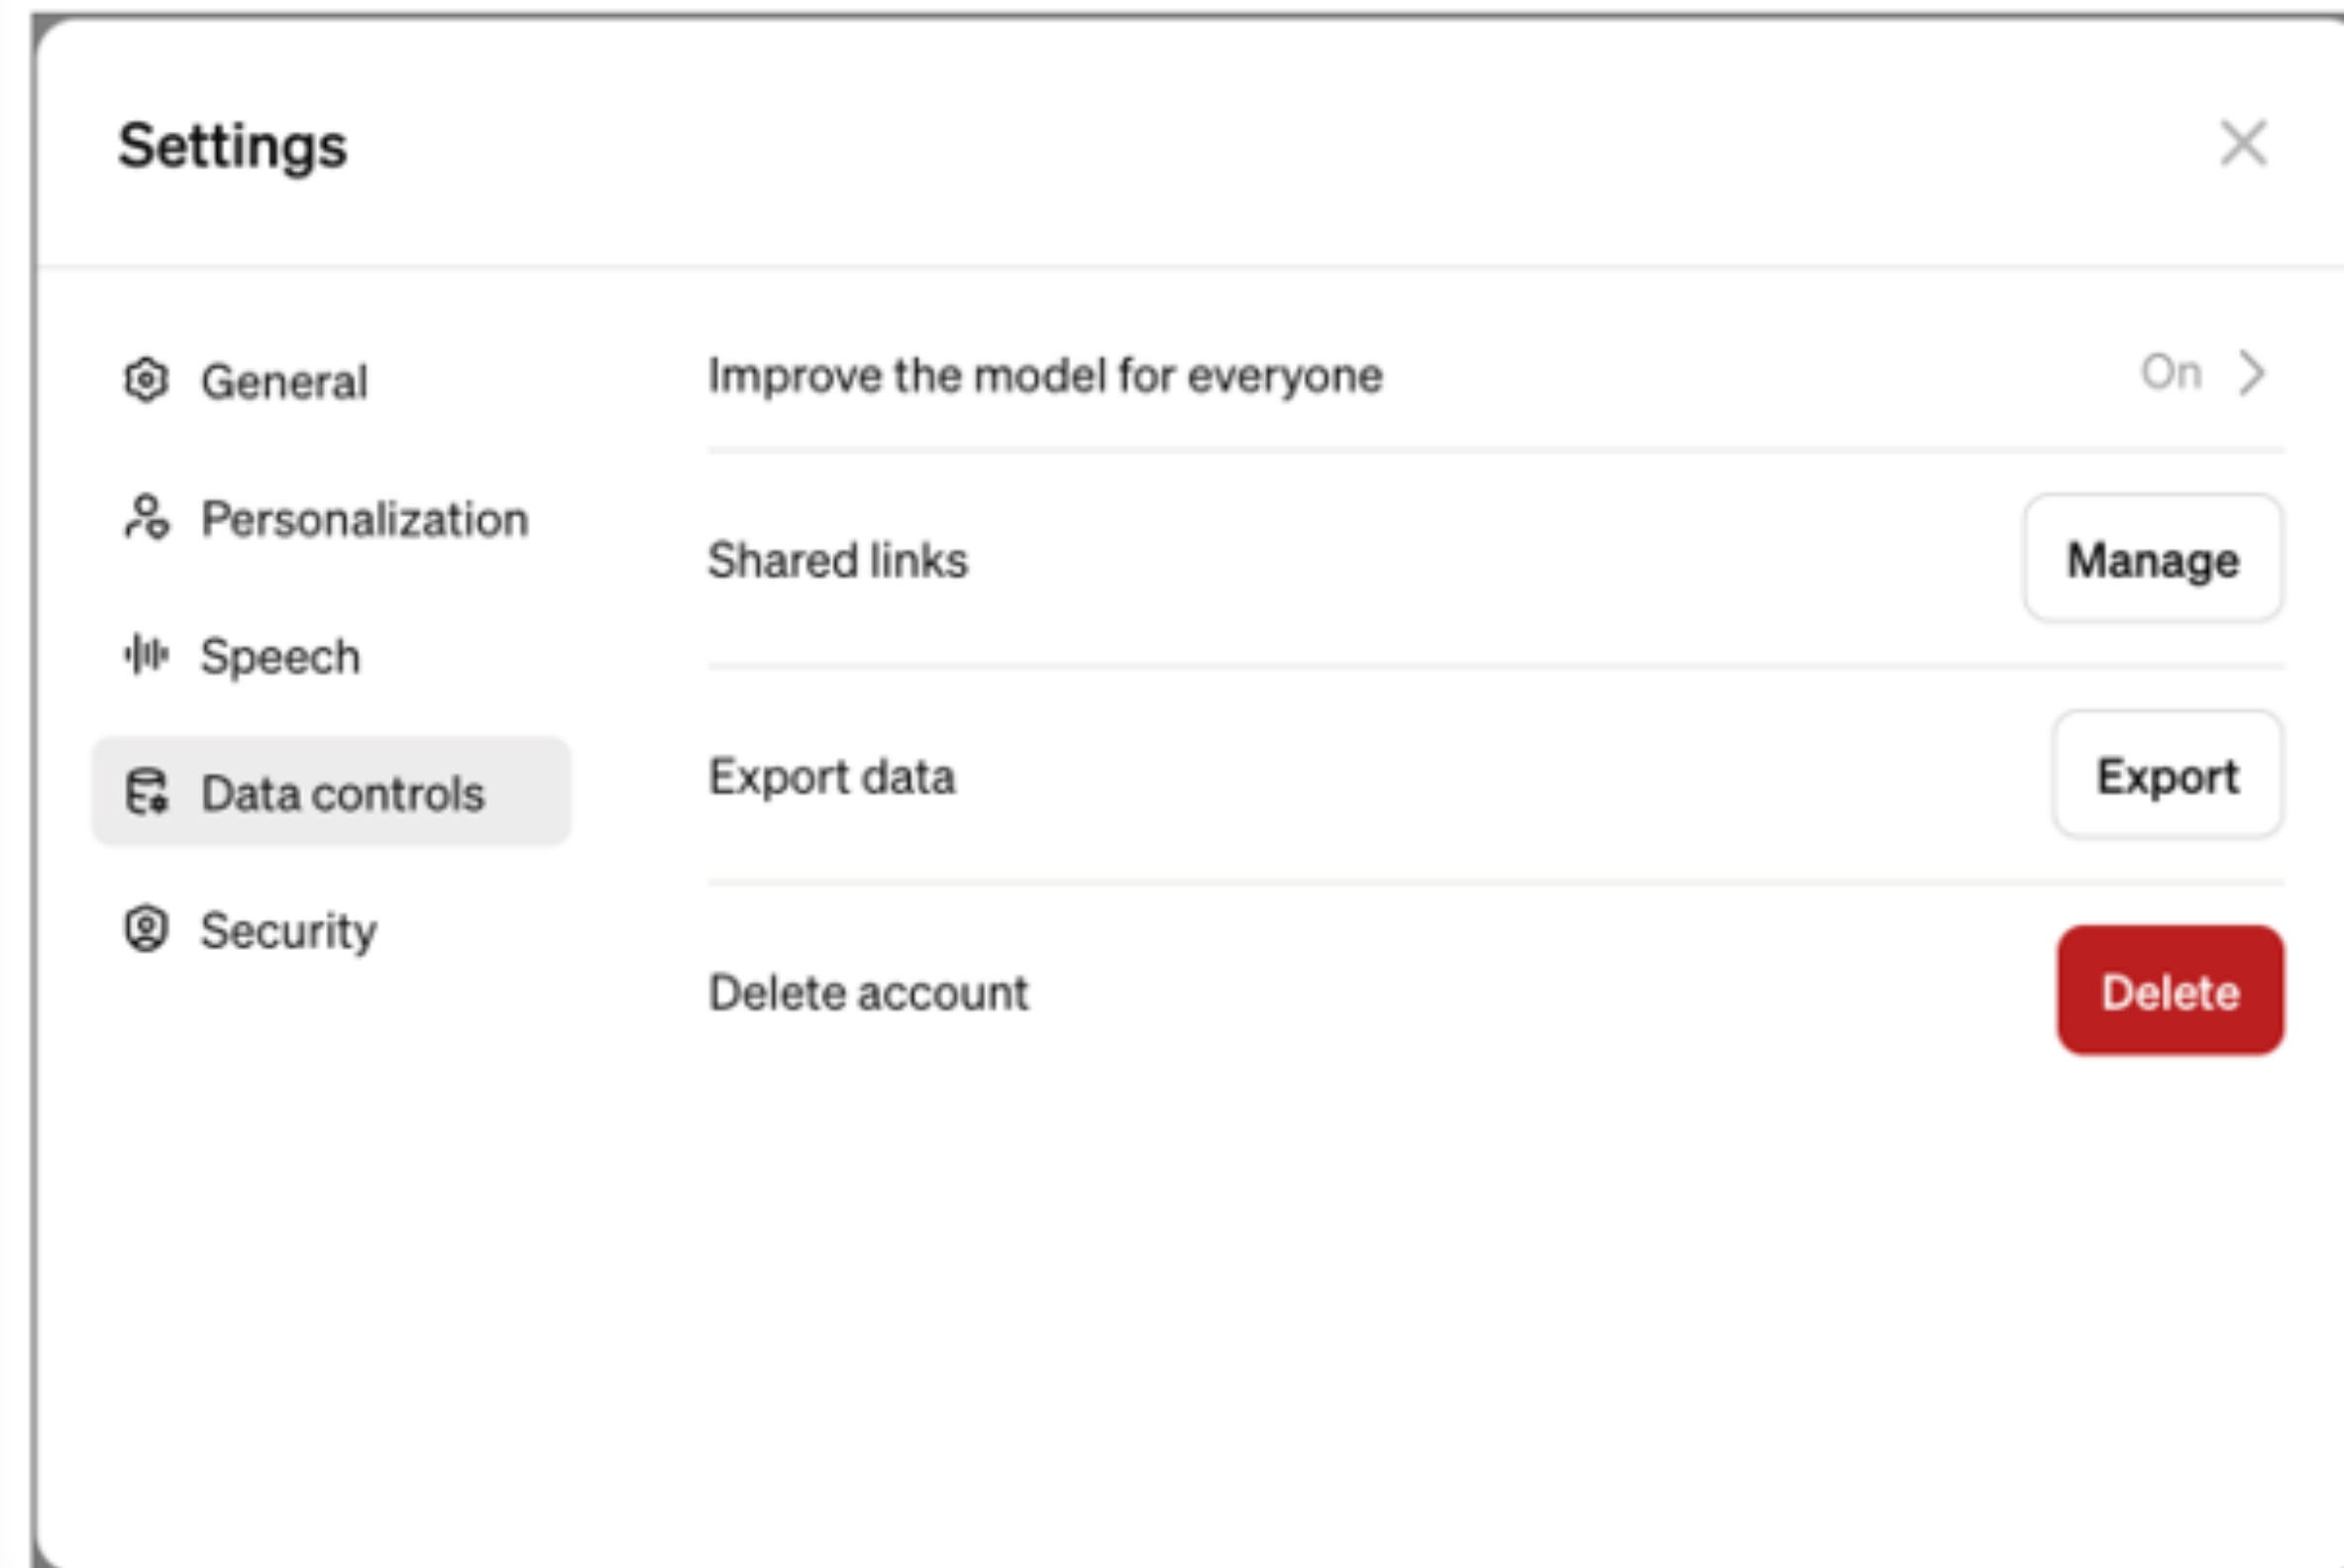 Settings
General
Personalization
Speech
Data controls
Security
Improve the model for everyone
On
Shared links
Manage
Export data
Export
Delete account
Delete